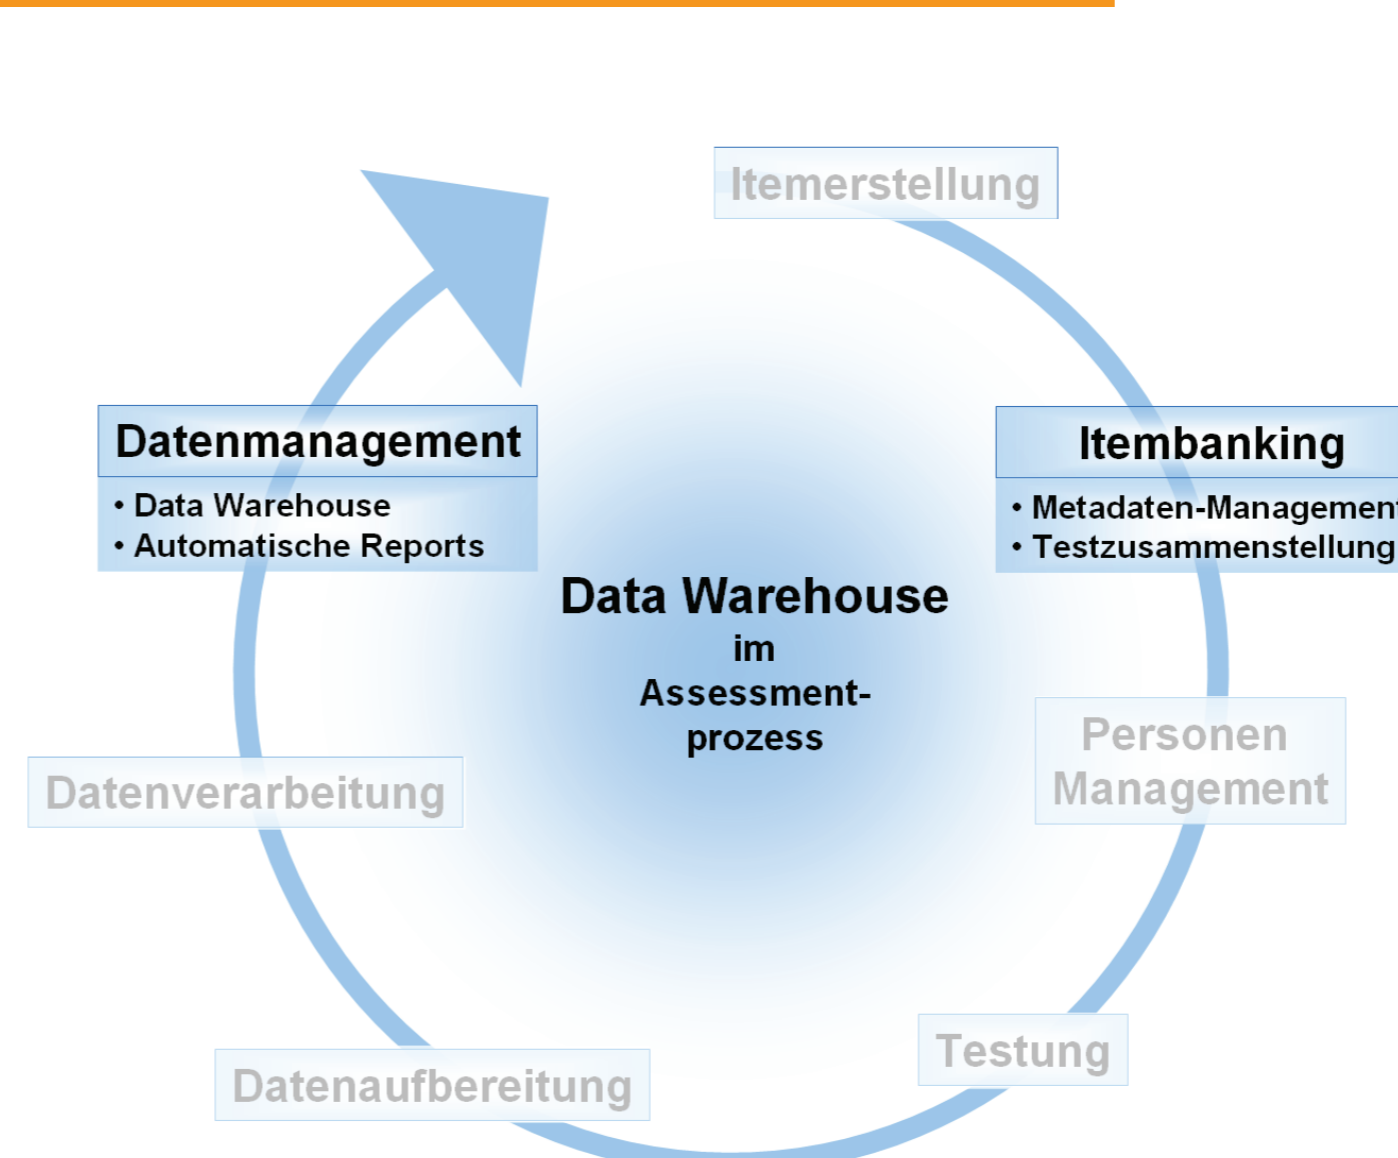 Itemerstellung
Itembanking
• Metadaten-Management
• Testzusammenstellung
Personen
Management
Testung
Datenaufbereitung
Datenverarbeitung
Datenmanagement
• Data Warehouse
• Automatische Reports
Data Warehouse
im
Assessment-
prozess